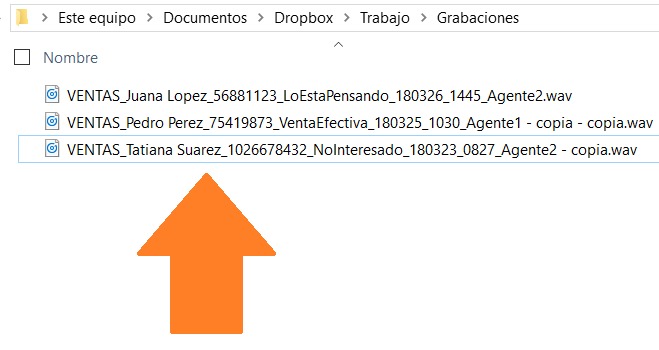 Este equipo > Documentos > Dropbox > Trabajo > Grabaciones
Nombre
VENTAS_Juana Lopez_56881123_LoEstaPensando_180326_1445_Agente2.wav
VENTAS_Pedro Perez_75419873_VentaEfectiva_180325_1030_Agente1 - copia - copia.wav
VENTAS_Tatiana Suarez_1026678432_NoInteresado_180323_0827_Agente2 - copia.wav